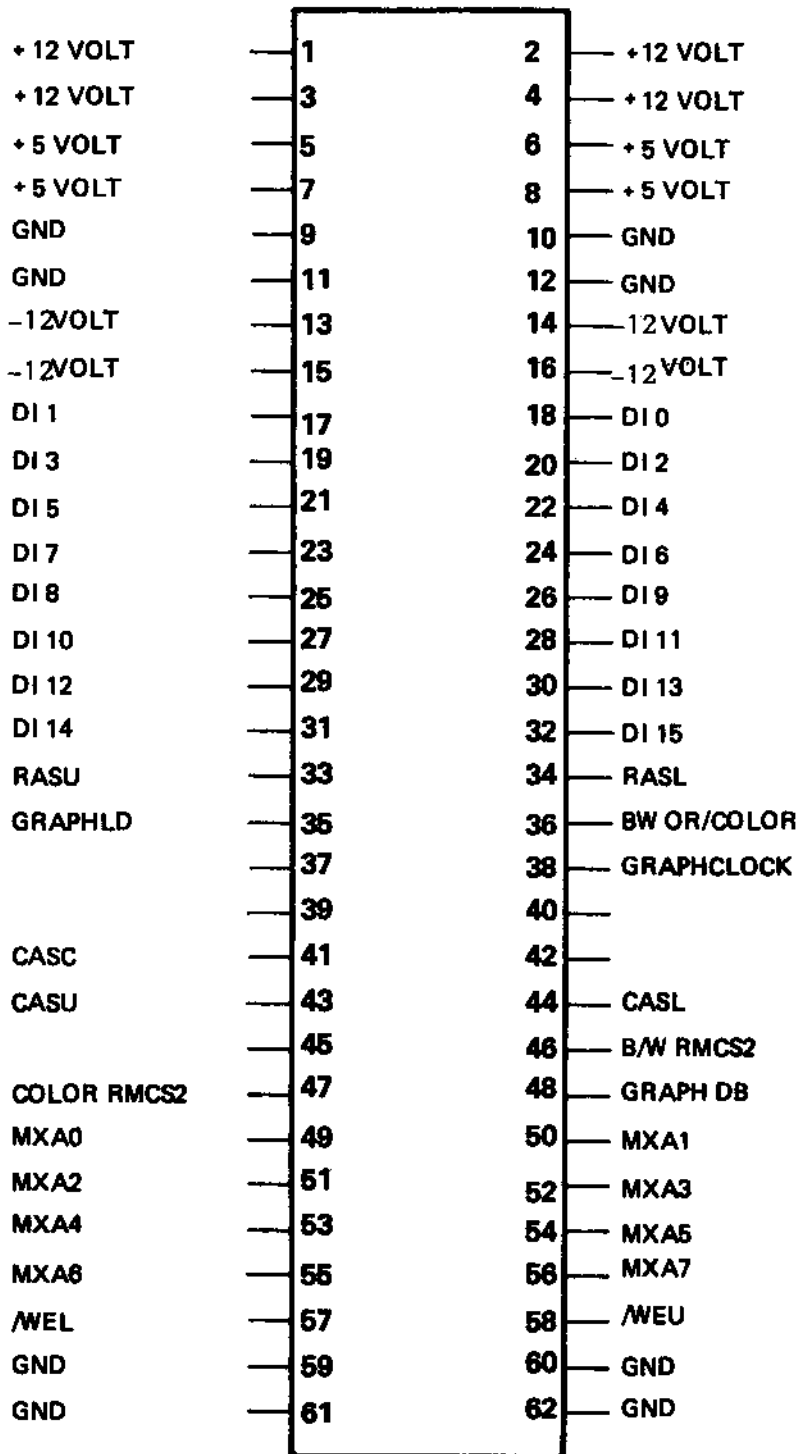 + 12 VOLT 1 2 +12 VOLT
+ 12 VOLT 3 4 +12 VOLT
+ 5 VOLT 5 6 + 5 VOLT
+ 5 VOLT 7 8 + 5 VOLT
GND 9 10 GND
GND 11 12 GND
-12VOLT 13 14 -12VOLT
-12VOLT 15 16 -12VOLT
DI 1 17 18 DI 0
DI 3 19 20 DI 2
DI 5 21 22 DI 4
DI 7 23 24 DI 6
DI 8 25 26 DI 9
DI 10 27 28 DI 11
DI 12 29 30 DI 13
DI 14 31 32 DI 15
RASU 33 34 RASL
GRAPHLD 35 36 BW OR/COLOR
37 38 GRAPHCLOCK
39 40
CASC 41 42
CASU 43 44 CASL
45 46 B/W RMCS2
COLOR RMCS2 47 48 GRAPH DB
MXA0 49 50 MXA1
MXA2 51 52 MXA3
MXA4 53 54 MXA5
MXA6 55 56 MXA7
/WEL 57 58 /WEU
GND 59 60 GND
GND 61 62 GND